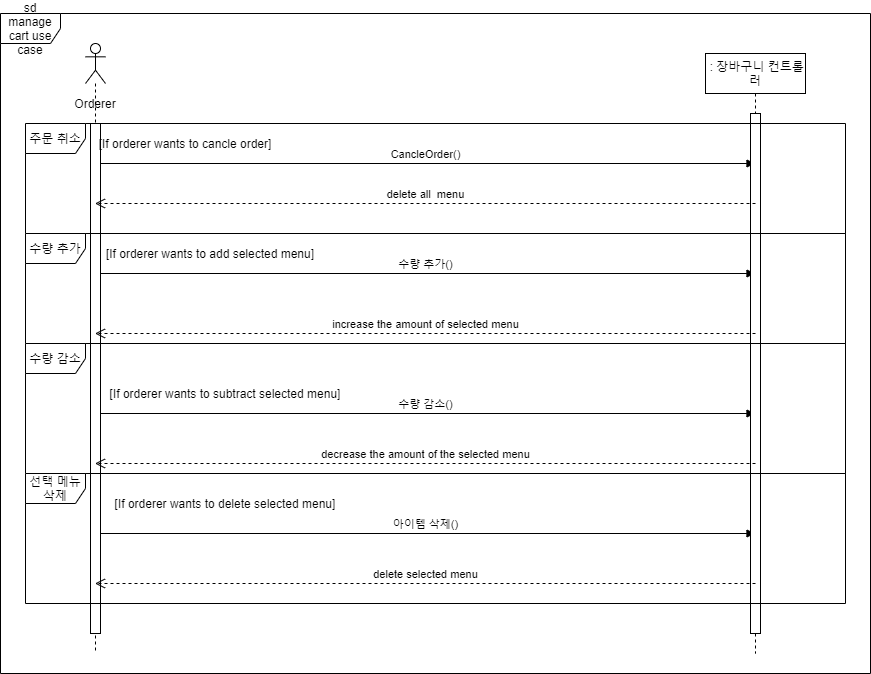 sd
manage
cart use
case
Orderer
: 장바구니 컨트롤
러
주문 취소
[If orderer wants to cancle order]
CancleOrder()
delete all menu
수량 추가
[If orderer wants to add selected menu]
수량 추가()
increase the amount of selected menu
수량 감소
[If orderer wants to subtract selected menu]
수량 감소()
decrease the amount of the selected menu
선택 메뉴
삭제
[If orderer wants to delete selected menu]
아이템 삭제()
delete selected menu